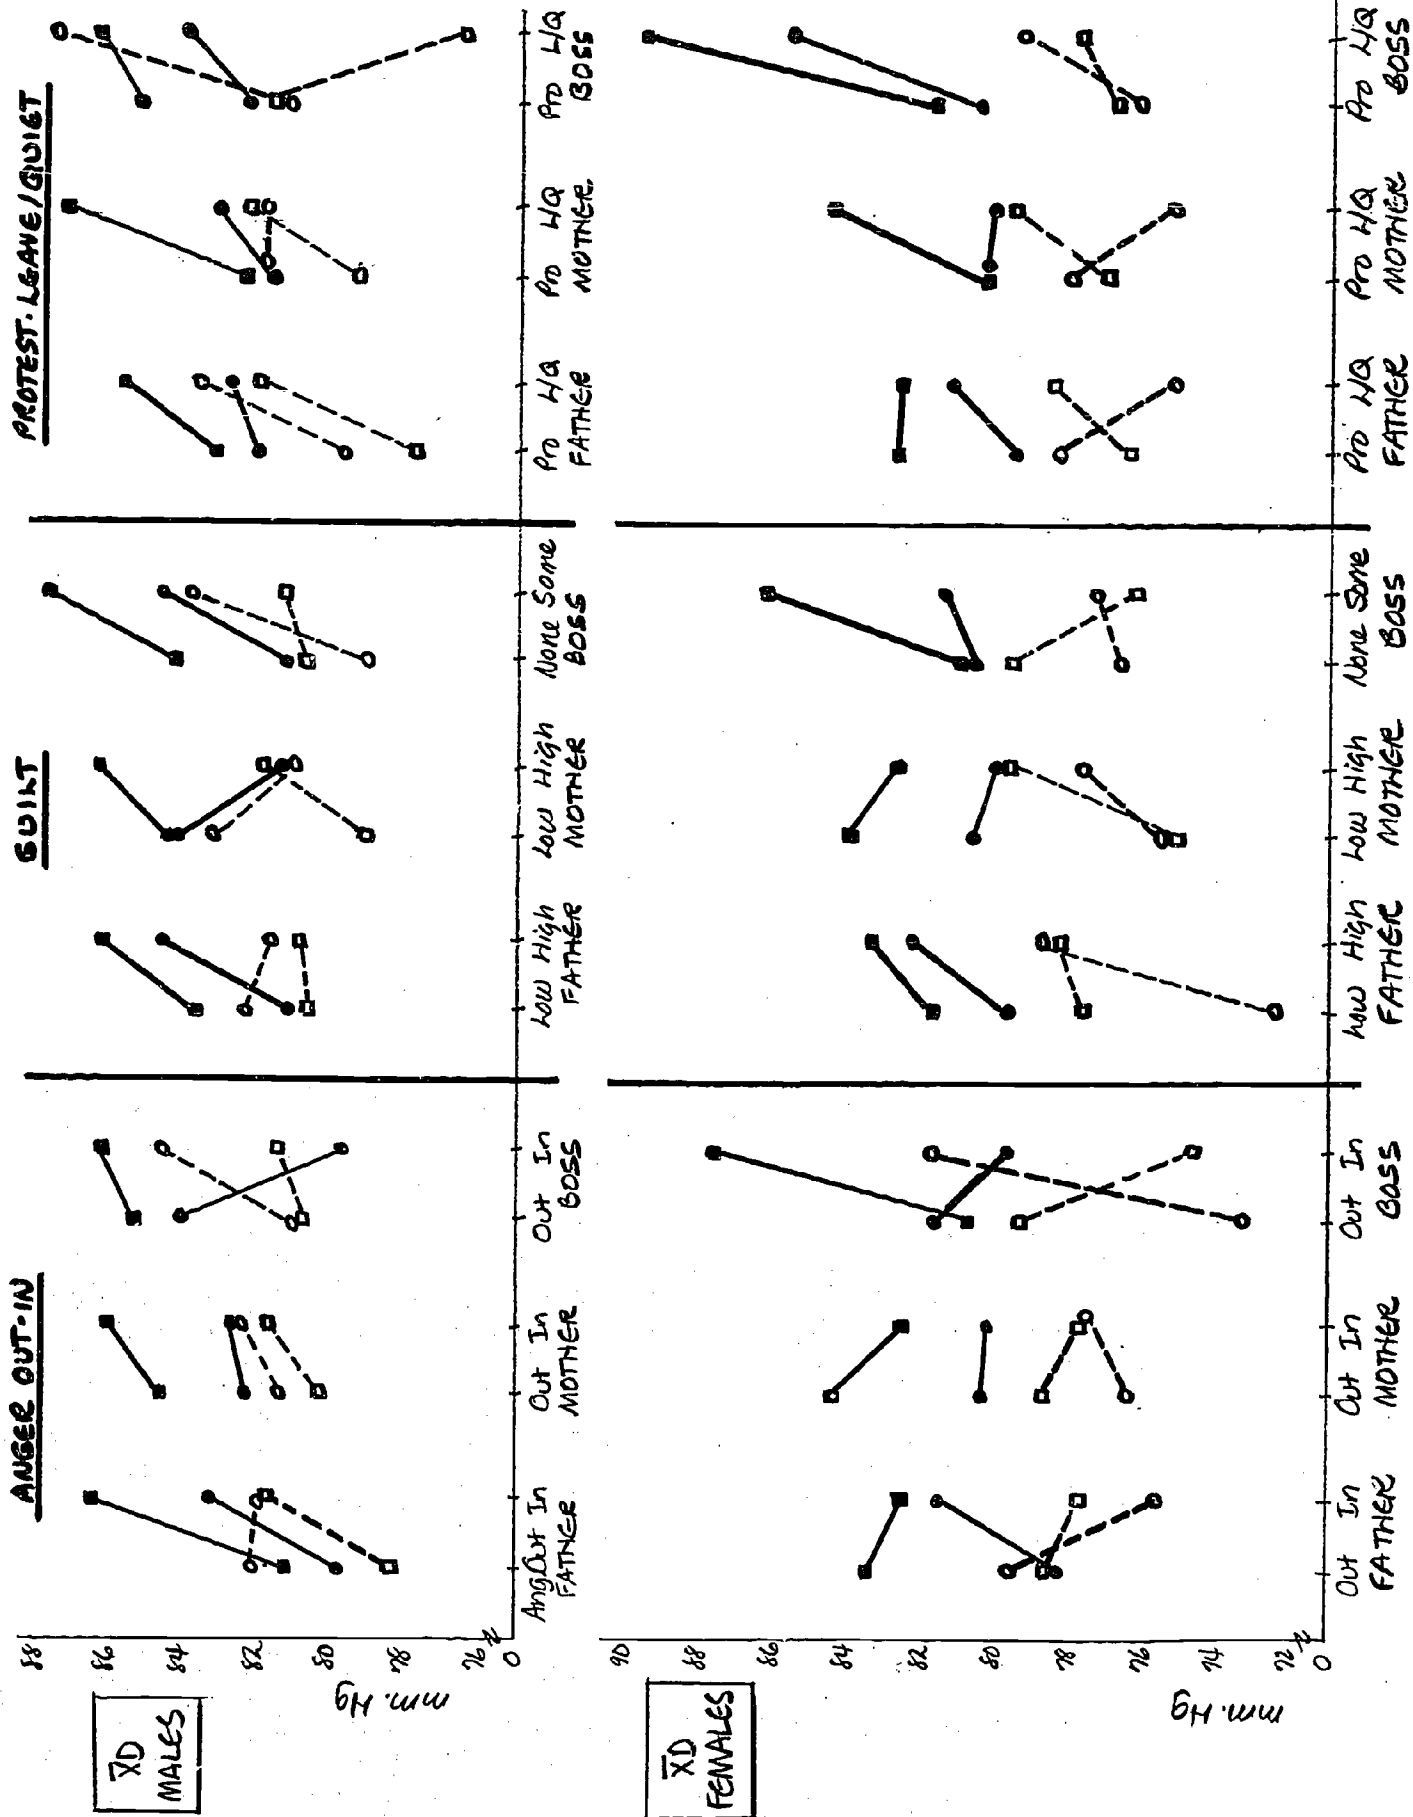 ANGER OUT-IN
GUILT
PROTEST. LEAVE/QUIET
X̄D
MALES
mm. Hg
88
86
84
82
80
78
76
0
Ang.Out In
FATHER
Out In
MOTHER
Out In
BOSS
Low High
FATHER
Low High
MOTHER
None Some
BOSS
Pro L/Q
FATHER
Pro L/Q
MOTHER
Pro L/Q
BOSS
X̄D
FEMALES
mm. Hg
90
88
86
84
82
80
78
76
74
72
0
Out In
FATHER
Out In
MOTHER
Out In
BOSS
Low High
FATHER
Low High
MOTHER
None Some
BOSS
Pro L/Q
FATHER
Pro L/Q
MOTHER
Pro L/Q
BOSS